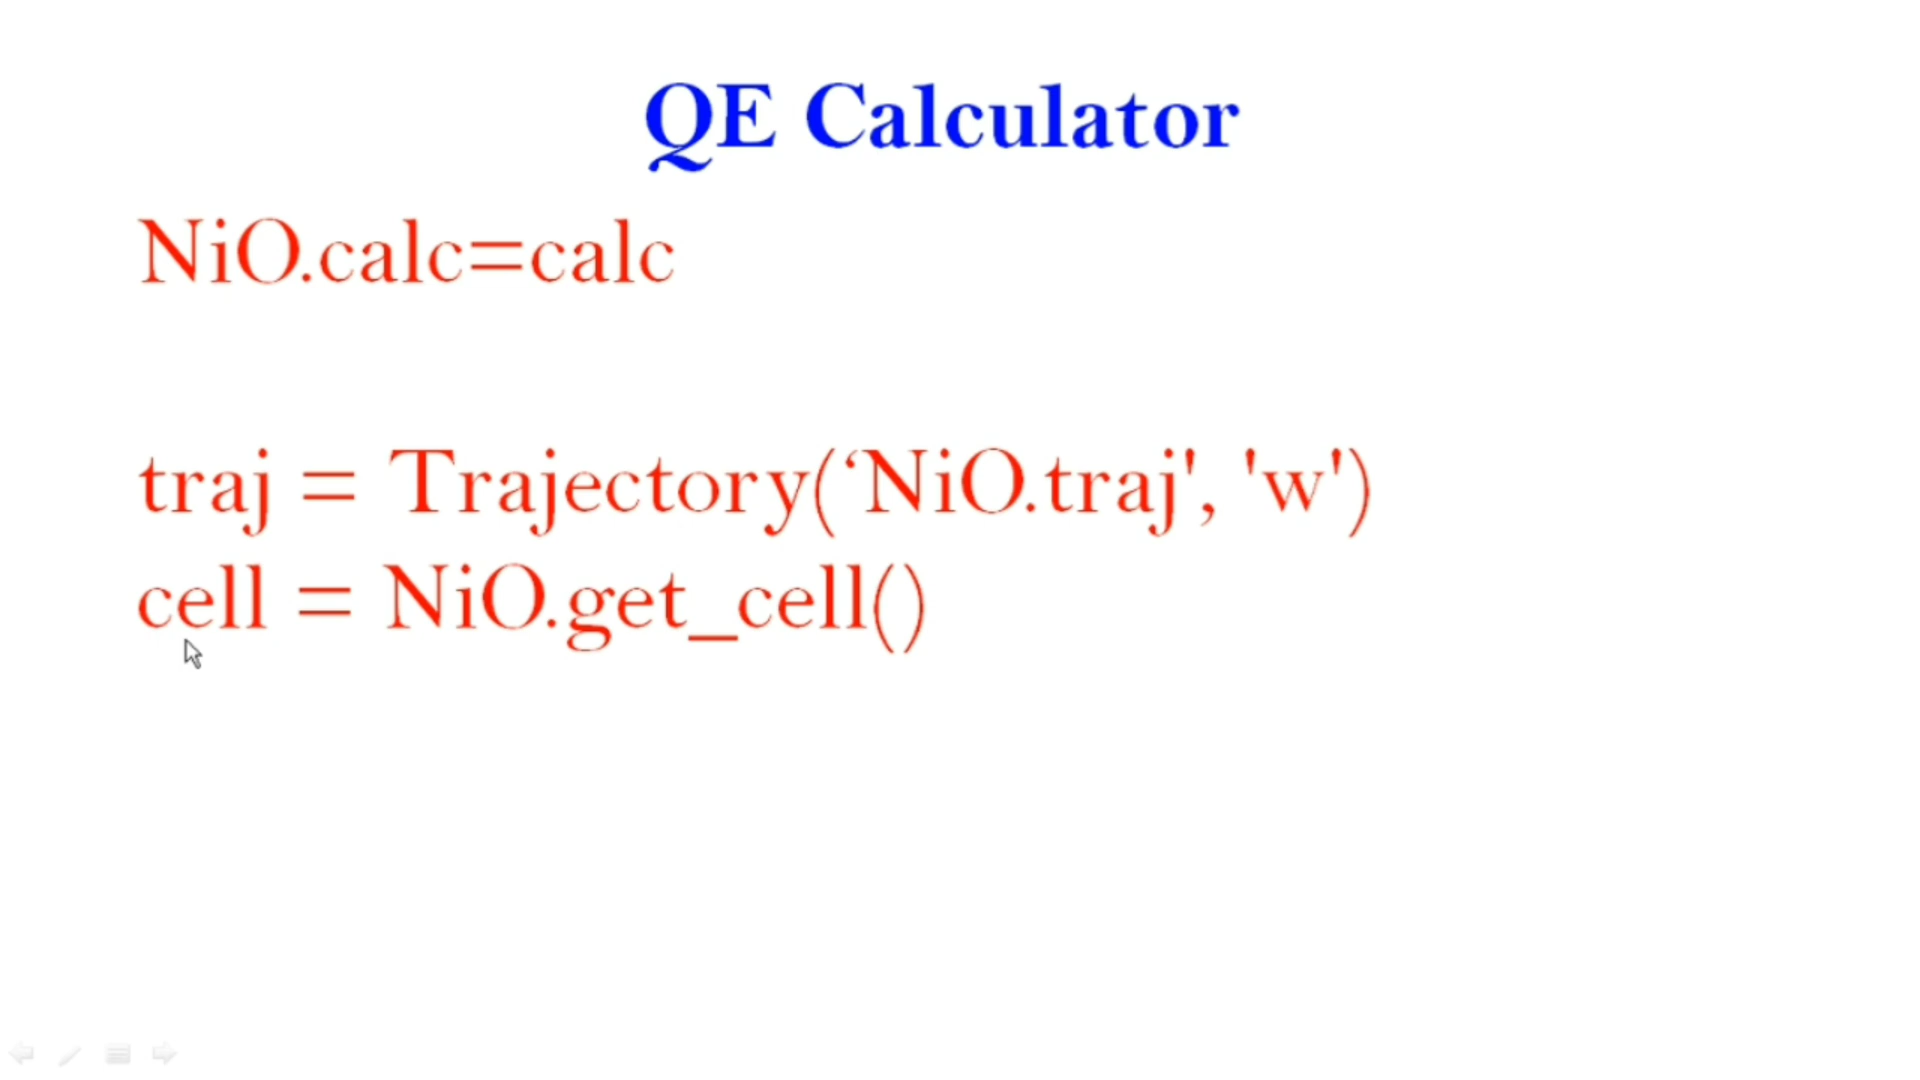 QE Calculator
NiO.calc=calc
traj = Trajectory(‘NiO.traj', 'w')
cell = NiO.get_cell()